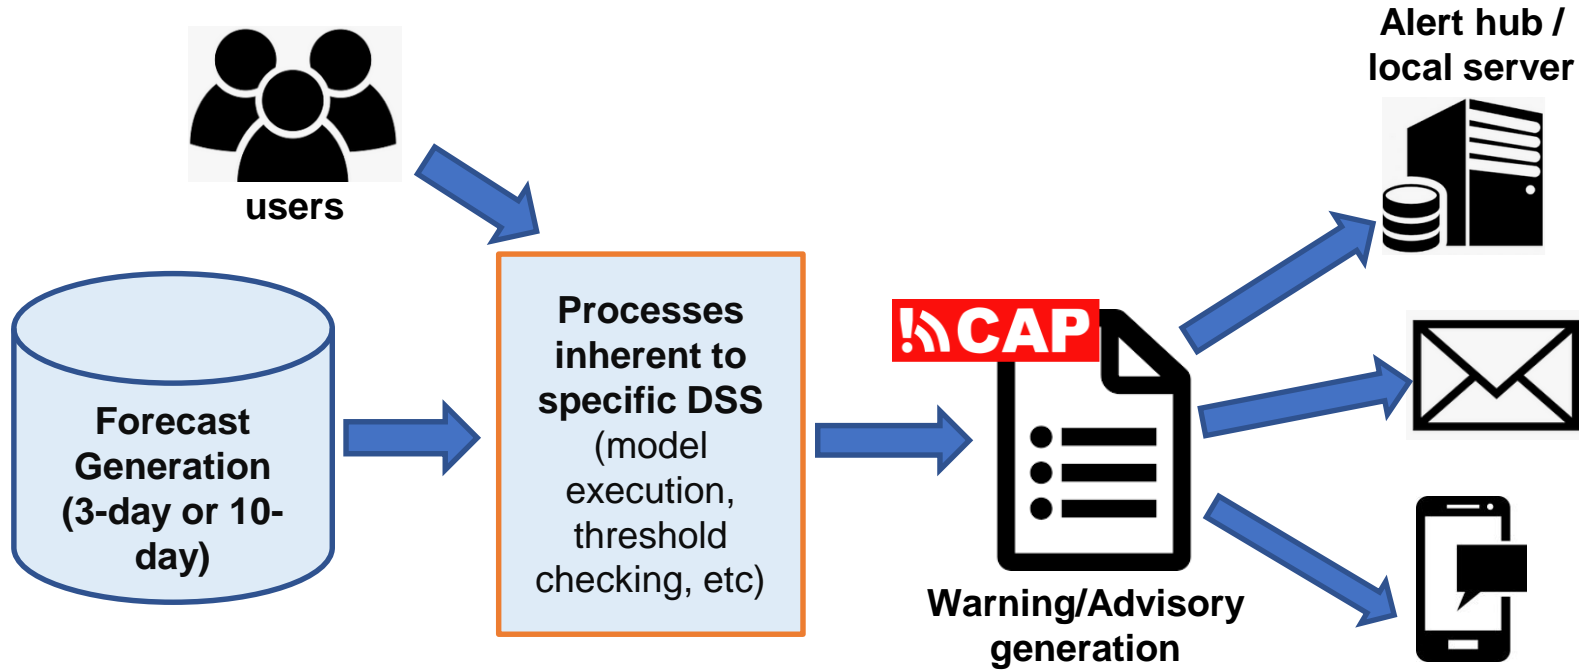 Alert hub /
local server
users
Forecast
Generation
(3-day or 10-
day)
Processes
inherent to
specific DSS
(model
execution,
threshold
checking, etc)
CAP
Warning/Advisory
generation